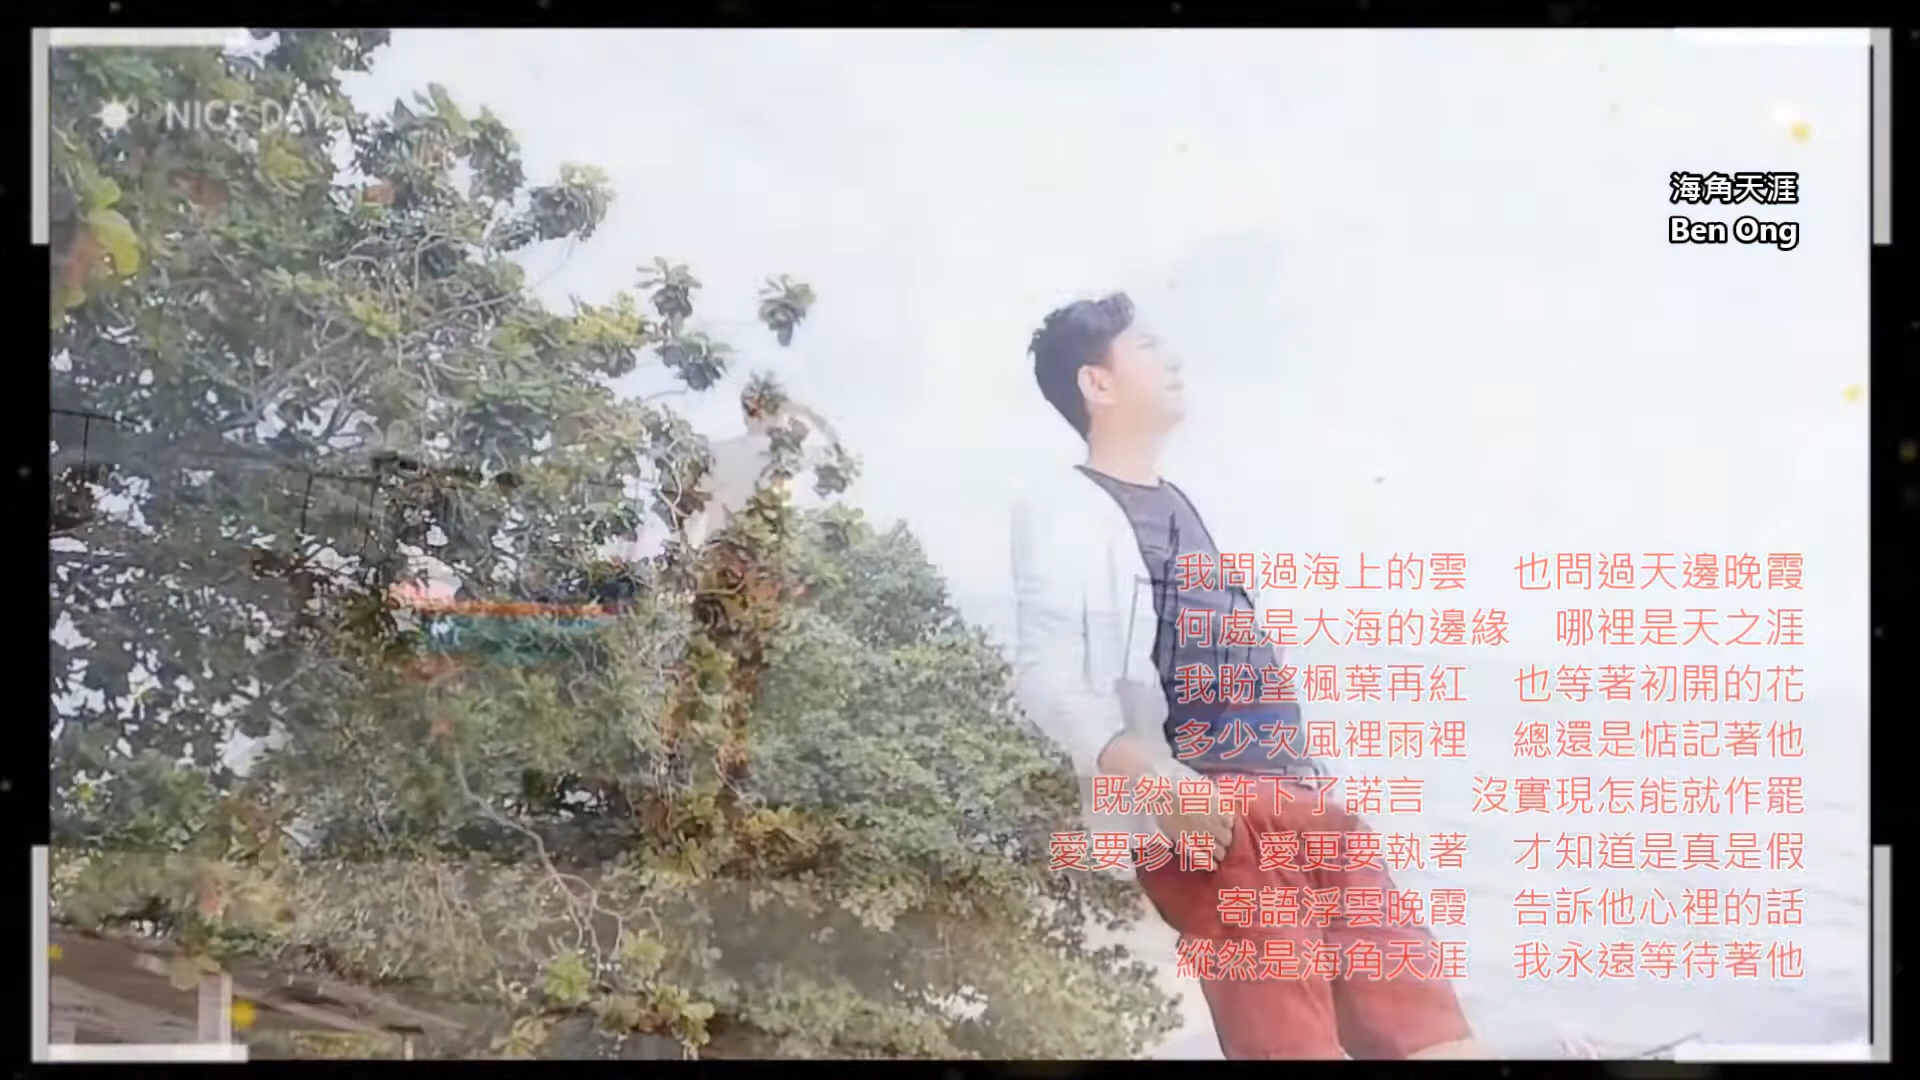 NICE DAY
海角天涯
Ben Ong
我問過海上的雲　也問過天邊晚霞
何處是大海的邊緣　哪裡是天之涯
我盼望楓葉再紅　也等著初開的花
多少次風裡雨裡　總還是惦記著他
既然曾許下了諾言　沒實現怎能就作罷
愛要珍惜　愛更要執著　才知道是真是假
寄語浮雲晚霞　告訴他心裡的話
縱然是海角天涯　我永遠等待著他